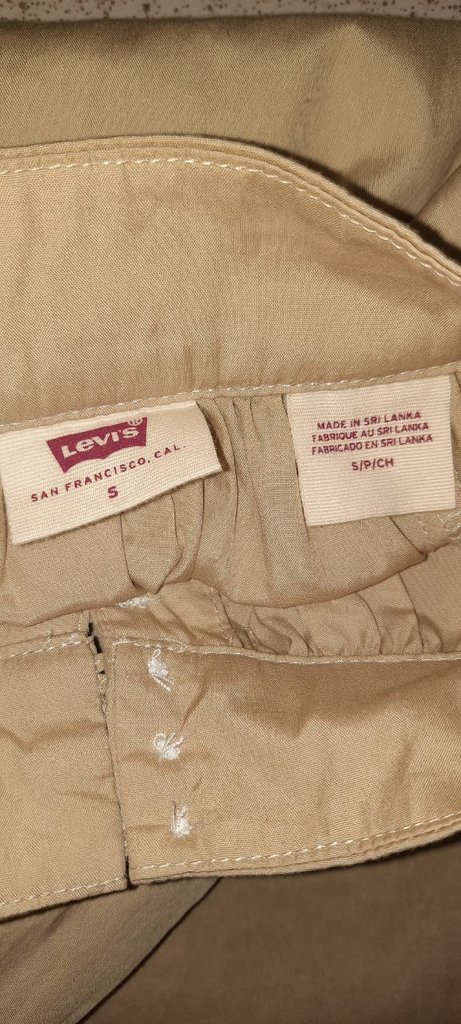 Levi's®
SAN FRANCISCO, CAL.
S
MADE IN SRI LANKA
FABRIQUE AU SRI LANKA
FABRICADO EN SRI LANKA
S/P/CH